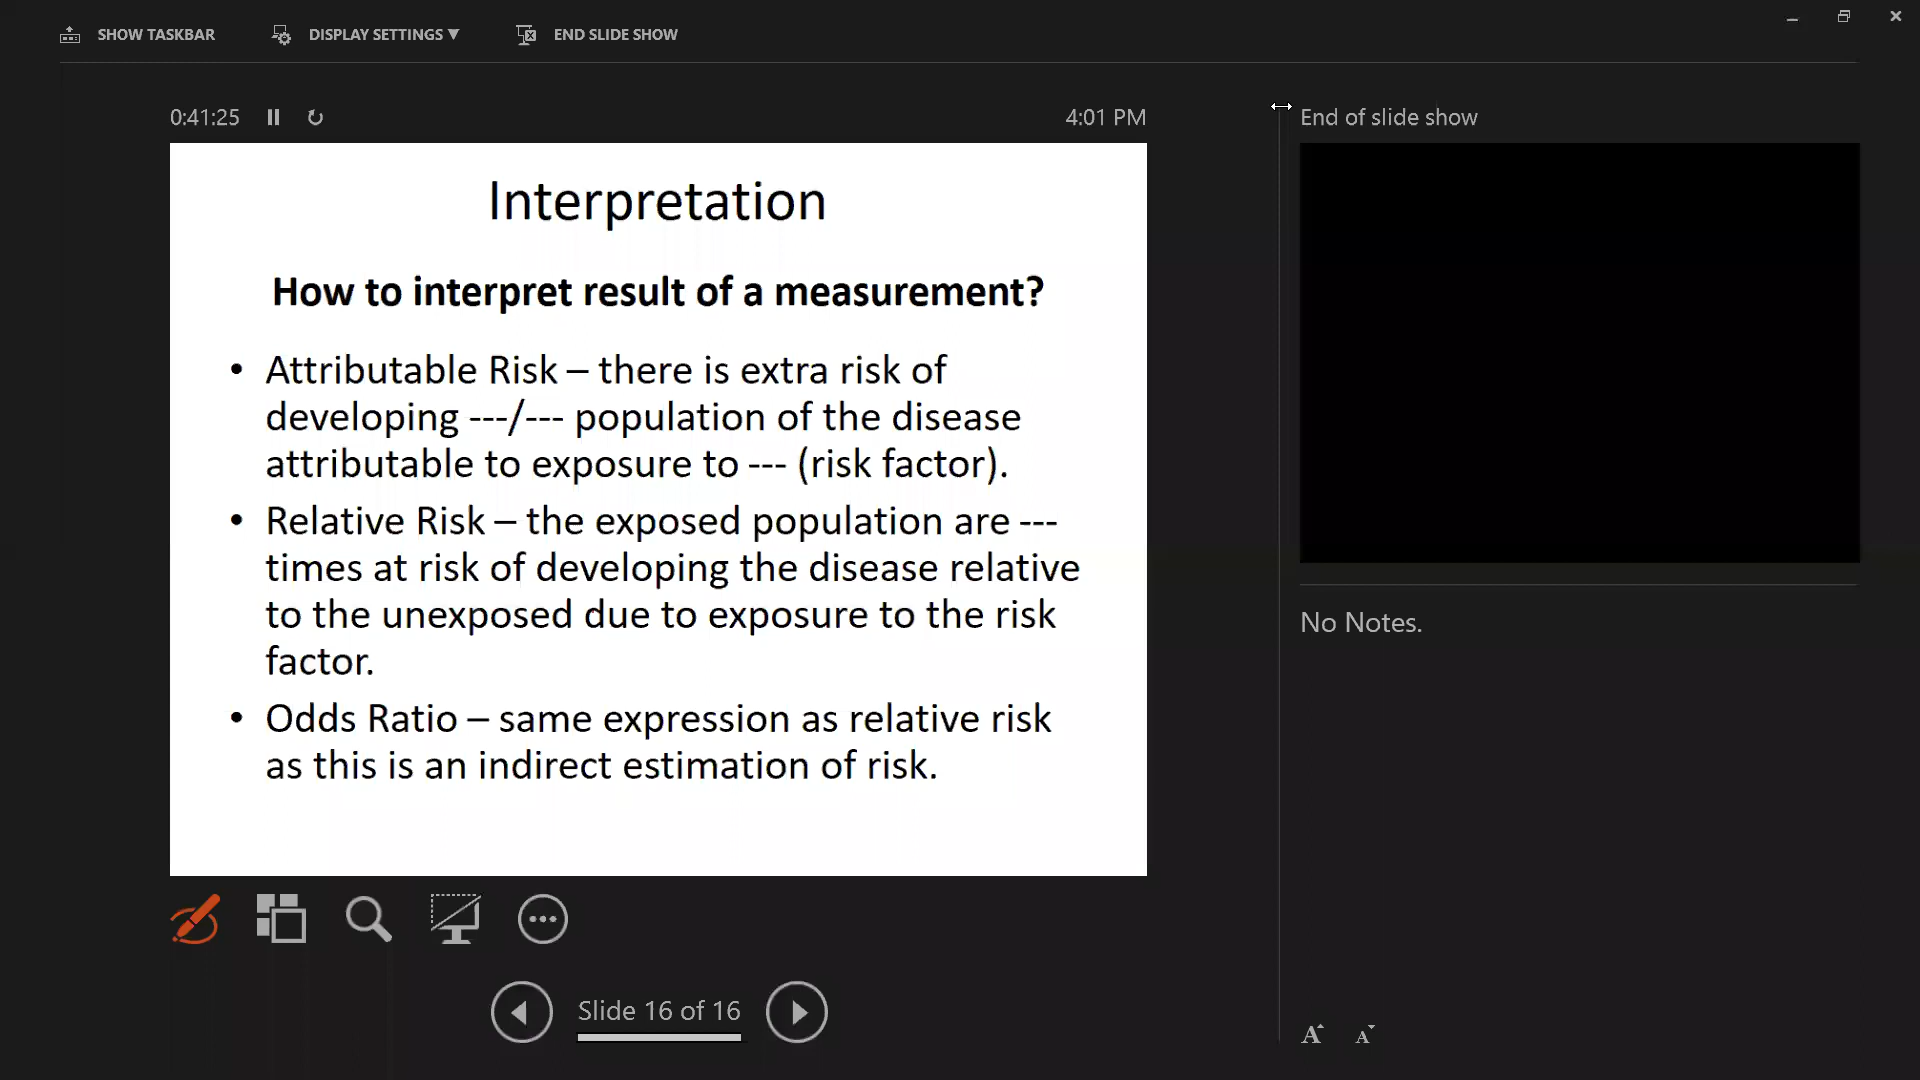 SHOW TASKBAR
DISPLAY SETTINGS ▼
END SLIDE SHOW
0:41:25
4:01 PM
End of slide show
Interpretation
How to interpret result of a measurement?
• Attributable Risk – there is extra risk of
developing ---/--- population of the disease
attributable to exposure to --- (risk factor).
• Relative Risk – the exposed population are ---
times at risk of developing the disease relative
to the unexposed due to exposure to the risk
factor.
• Odds Ratio – same expression as relative risk
as this is an indirect estimation of risk.
No Notes.
Slide 16 of 16
A A